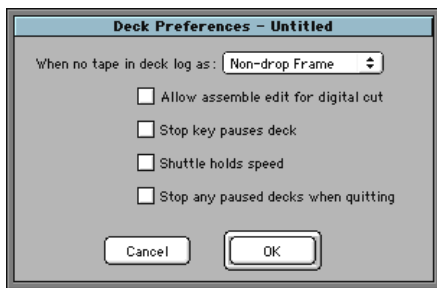 Deck Preferences – Untitled
When no tape in deck log as: Non-drop Frame
Allow assemble edit for digital cut
Stop key pauses deck
Shuttle holds speed
Stop any paused decks when quitting
Cancel OK